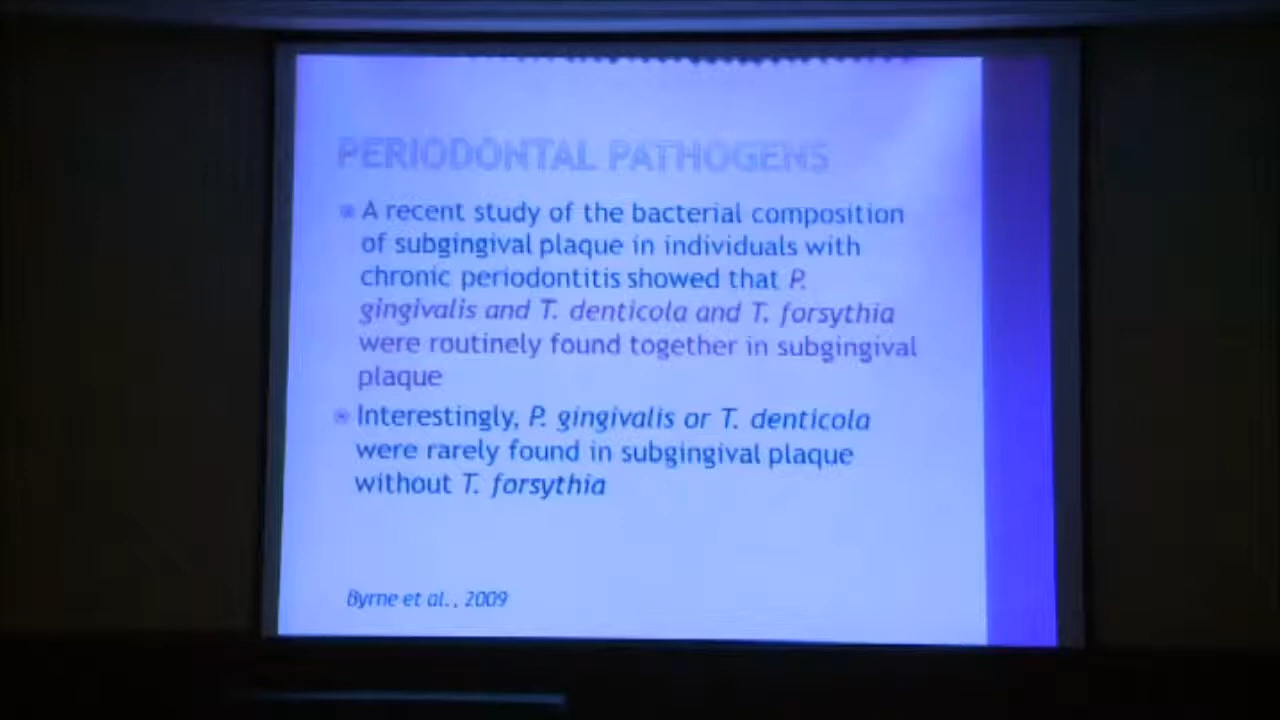 PERIODONTAL PATHOGENS
A recent study of the bacterial composition
of subgingival plaque in individuals with
chronic periodontitis showed that P.
gingivalis and T. denticola and T. forsythia
were routinely found together in subgingival
plaque
Interestingly, P. gingivalis or T. denticola
were rarely found in subgingival plaque
without T. forsythia
Byrne et al., 2009